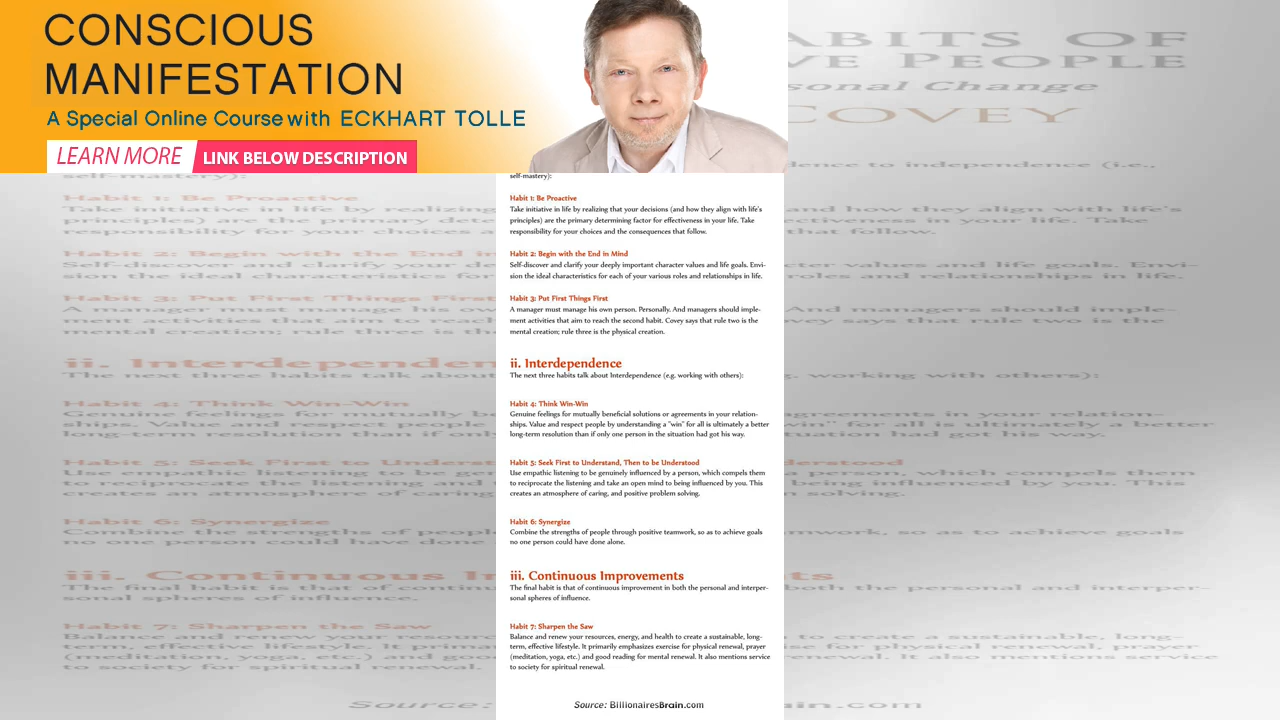 CONSCIOUS
MANIFESTATION
A Special Online Course with ECKHART TOLLE
LEARN MORE LINK BELOW DESCRIPTION
ABITS OF
VE PEOPLE
sonal Change
COVEY
self-mastery):
Habit 1: Be Proactive
Take initiative in life by realizing that your decisions (and how they align with life's
principles) are the primary determining factor for effectiveness in your life. Take
responsibility for your choices and the consequences that follow.
Habit 2: Begin with the End in Mind
Self-discover and clarify your deeply important character values and life goals. Envi-
sion the ideal characteristics for each of your various roles and relationships in life.
Habit 3: Put First Things First
A manager must manage his own person. Personally. And managers should imple-
ment activities that aim to reach the second habit. Covey says that rule two is the
mental creation; rule three is the physical creation.
ii. Interdependence
The next three habits talk about Interdependence (e.g. working with others):
Habit 4: Think Win-Win
Genuine feelings for mutually beneficial solutions or agreements in your relation-
ships. Value and respect people by understanding a "win" for all is ultimately a better
long-term resolution than if only one person in the situation had got his way.
Habit 5: Seek First to Understand, Then to be Understood
Use empathic listening to be genuinely influenced by a person, which compels them
to reciprocate the listening and take an open mind to being influenced by you. This
creates an atmosphere of caring, and positive problem solving.
Habit 6: Synergize
Combine the strengths of people through positive teamwork, so as to achieve goals
no one person could have done alone.
iii. Continuous Improvements
The final habit is that of continuous improvement in both the personal and interper-
sonal spheres of influence.
Habit 7: Sharpen the Saw
Balance and renew your resources, energy, and health to create a sustainable, long-
term, effective lifestyle. It primarily emphasizes exercise for physical renewal, prayer
(meditation, yoga, etc.) and good reading for mental renewal. It also mentions service
to society for spiritual renewal.
Source: BillionairesBrain.com